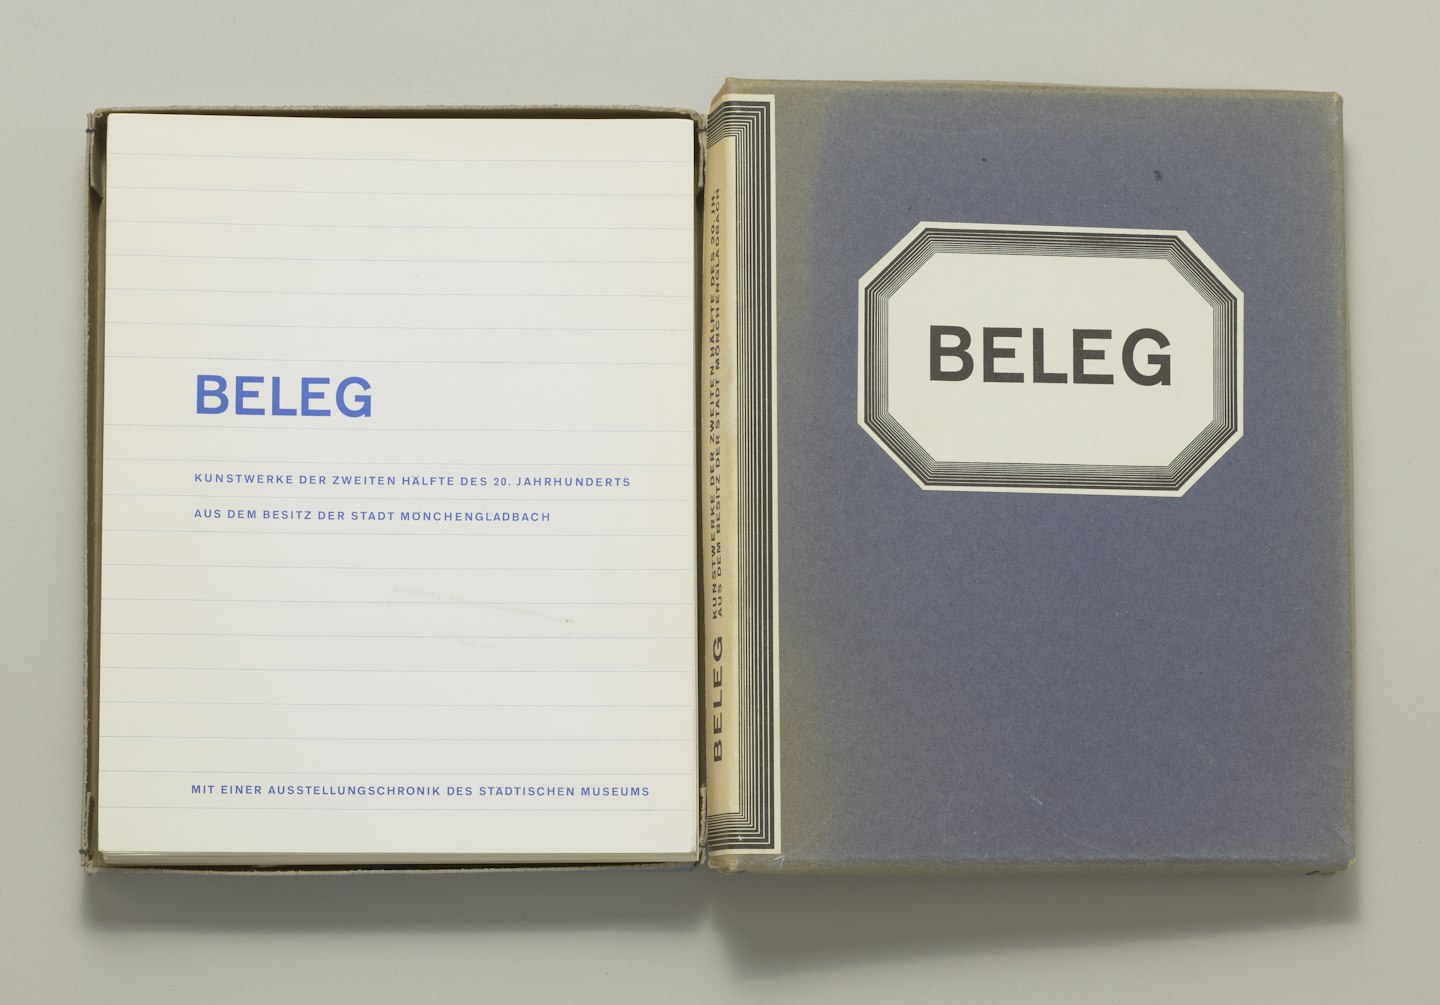 BELEG
KUNSTWERKE DER ZWEITEN HÄLFTE DES 20. JAHRHUNDERTS
AUS DEM BESITZ DER STADT MÖNCHENGLADBACH
MIT EINER AUSSTELLUNGSCHRONIK DES STÄDTISCHEN MUSEUMS
BELEG
KUNSTWERKE DER ZWEITEN HÄLFTE DES 20. JH.
AUS DEM BESITZ DER STADT MÖNCHENGLADBACH
BELEG